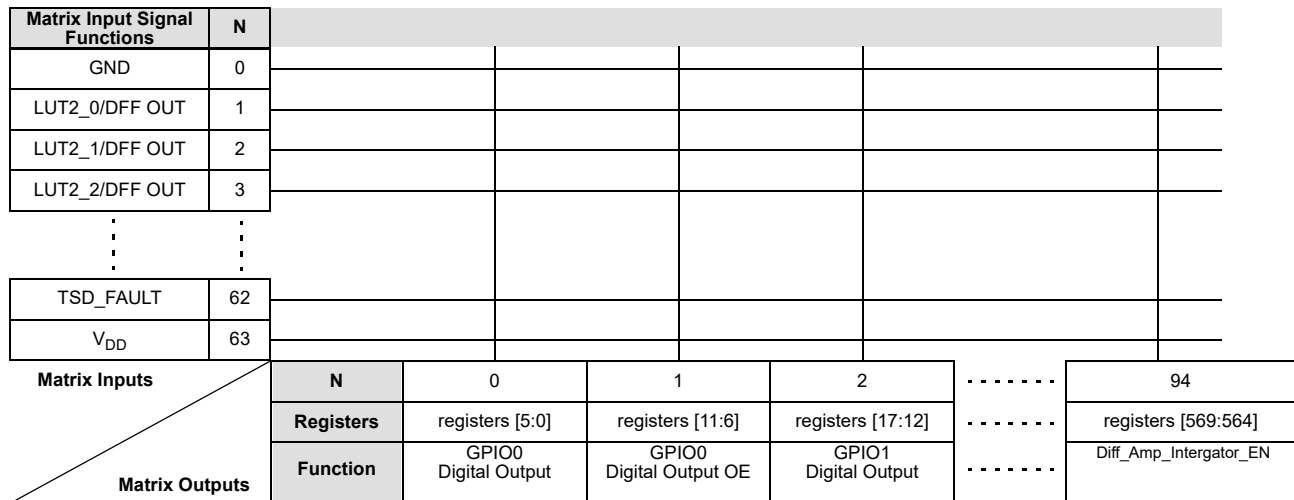 Matrix Input Signal
Functions
N
GND 0
LUT2_0/DFF OUT 1
LUT2_1/DFF OUT 2
LUT2_2/DFF OUT 3
TSD_FAULT 62
VDD 63
Matrix Inputs
N 0 1 2 94
Registers registers [5:0] registers [11:6] registers [17:12] registers [569:564]
Function
GPIO0
Digital Output
GPIO0
Digital Output OE
GPIO1
Digital Output
Diff_Amp_Intergator_EN
Matrix Outputs